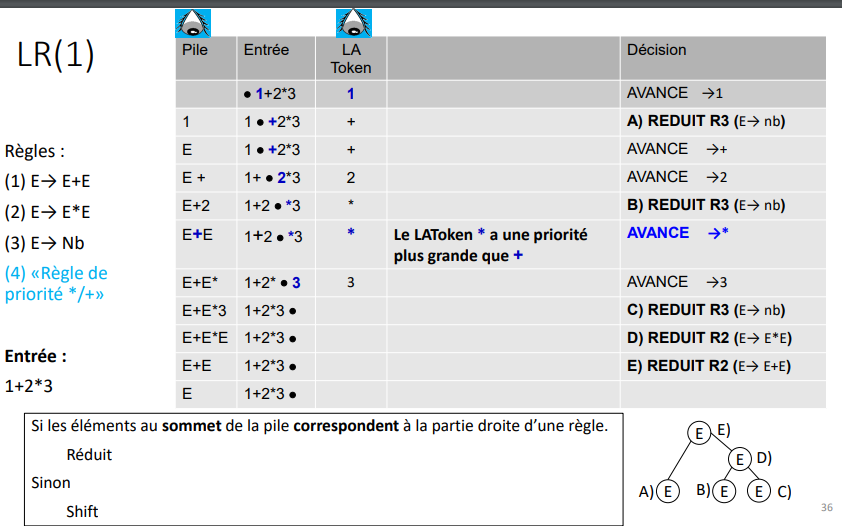 LR(1)
Pile Entrée LA Token Décision
● 1+2*3 1 AVANCE →1
1 1 ● +2*3 + A) REDUIT R3 (E→ nb)
E 1 ● +2*3 + AVANCE →+
E + 1+ ● 2*3 2 AVANCE →2
E+2 1+2 ● *3 * B) REDUIT R3 (E→ nb)
E+E 1+2 ● *3 * Le LAToken * a une priorité plus grande que + AVANCE →*
E+E* 1+2* ● 3 3 AVANCE →3
E+E*3 1+2*3 ● C) REDUIT R3 (E→ nb)
E+E*E 1+2*3 ● D) REDUIT R2 (E→ E*E)
E+E 1+2*3 ● E) REDUIT R2 (E→ E+E)
E 1+2*3 ●
Règles :
(1) E→ E+E
(2) E→ E*E
(3) E→ Nb
(4) «Règle de
priorité */+»
Entrée :
1+2*3
Si les éléments au sommet de la pile correspondent à la partie droite d’une règle.
Réduit
Sinon
Shift
E E)
E D)
A) E B) E E C)
36